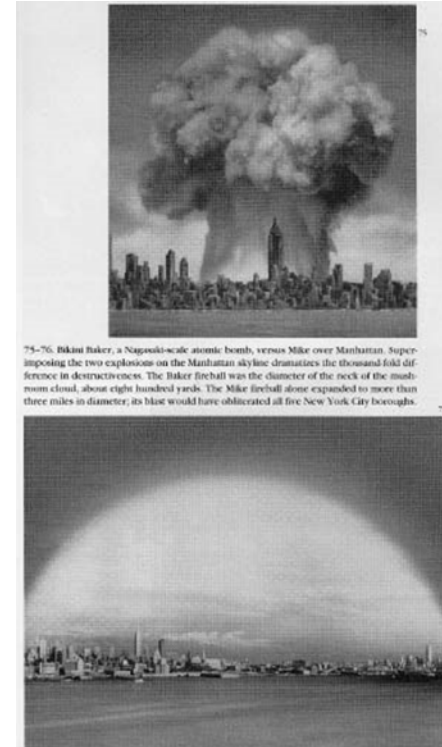 75
75–76. Bikini Baker, a Nagasaki-scale atomic bomb, versus Mike over Manhattan. Super-
imposing the two explosions on the Manhattan skyline dramatizes the thousand-fold dif-
ference in destructiveness. The Baker fireball was the diameter of the neck of the mush-
room cloud, about eight hundred yards. The Mike fireball alone expanded to more than
three miles in diameter; its blast would have obliterated all five New York City boroughs.